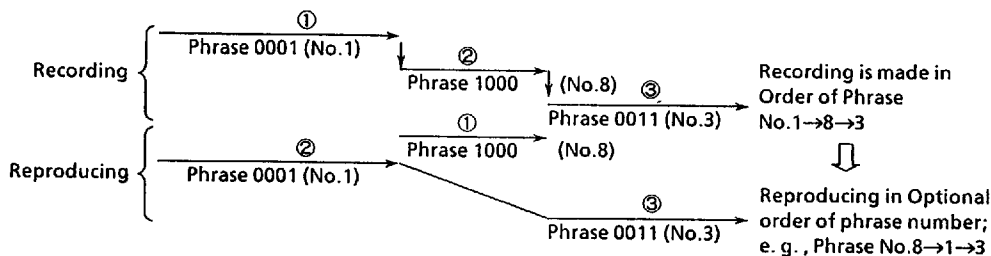 ①
Phrase 0001 (No.1)
Recording
②
Phrase 1000 (No.8)
③
Phrase 0011 (No.3)
Recording is made in
Order of Phrase
No.1→8→3
Reproducing
①
Phrase 1000 (No.8)
②
Phrase 0001 (No.1)
③
Phrase 0011 (No.3)
Reproducing in Optional
order of phrase number;
e. g. , Phrase No.8→1→3